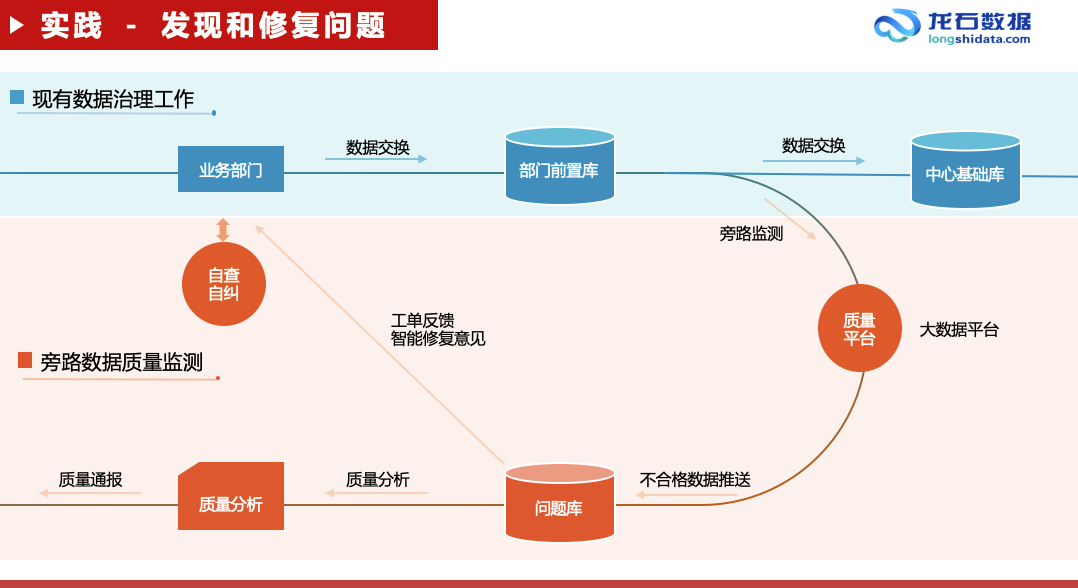 实践 - 发现和修复问题
龙石数据
longshidata.com
现有数据治理工作
业务部门
数据交换
部门前置库
数据交换
中心基础库
旁路监测
自查
自纠
工单反馈
智能修复意见
质量
平台
大数据平台
旁路数据质量监测
质量通报
质量分析
质量分析
问题库
不合格数据推送